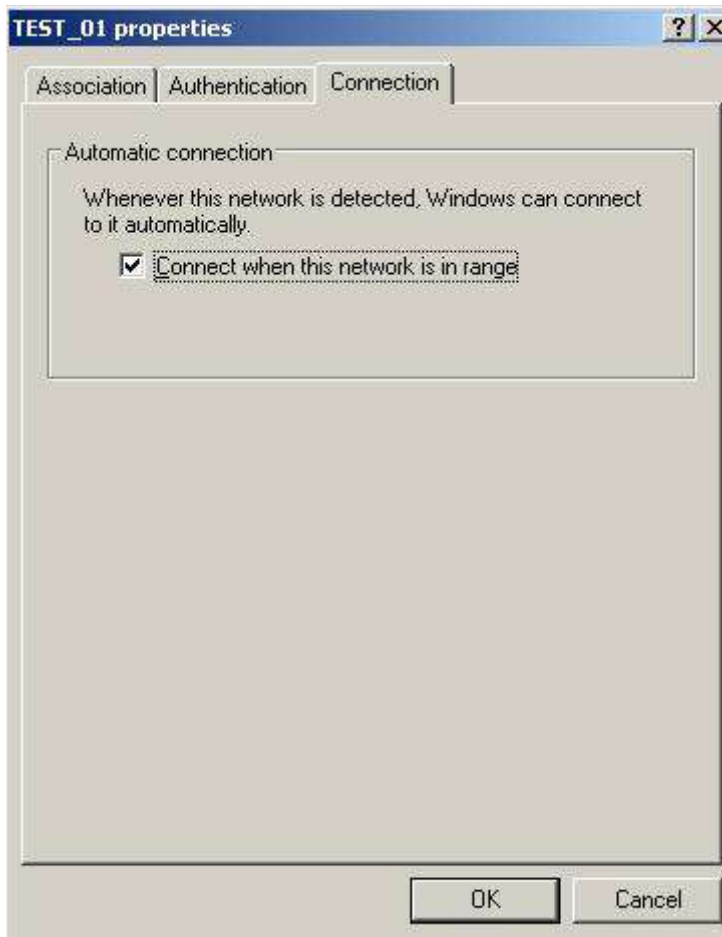 TEST_01 properties
Association Authentication Connection
Automatic connection
Whenever this network is detected, Windows can connect
to it automatically.
Connect when this network is in range
OK Cancel